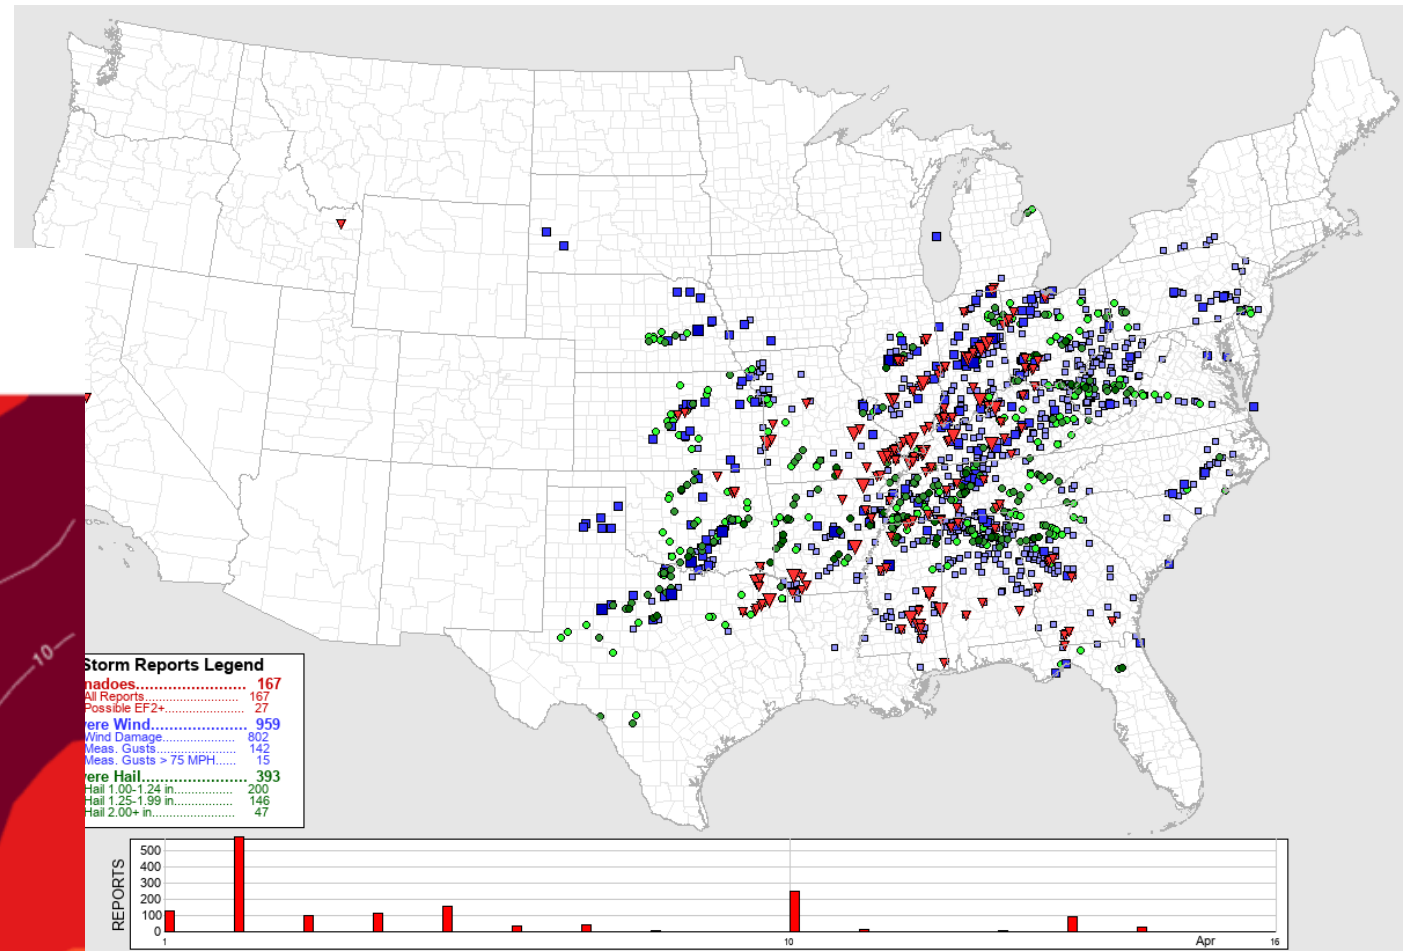 10
Storm Reports Legend
nadoes........................ 167
All Reports.......................... 167
Possible EF2+........................ 27
vere Wind..................... 959
Wind Damage..................... 802
Meas. Gusts....................... 142
Meas. Gusts > 75 MPH...... 15
ere Hail....................... 393
Hail 1.00-1.24 in................. 200
Hail 1.25-1.99 in................. 146
Hail 2.00+ in........................ 47
REPORTS
500
400
300
200
100
0
1
10
Apr
16